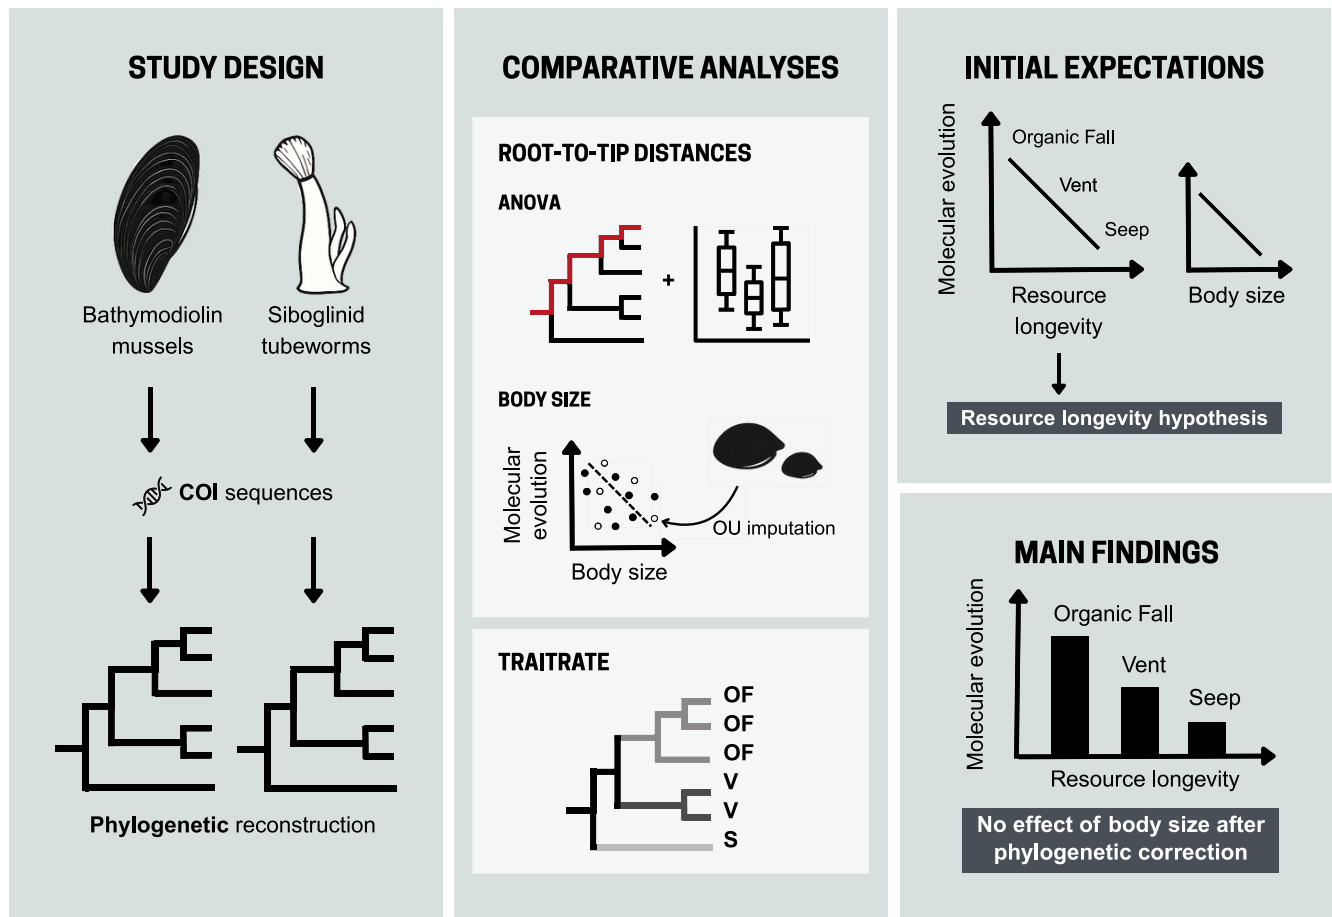 STUDY DESIGN
Bathymodiolin
mussels
Siboglinid
tubeworms
COI sequences
Phylogenetic reconstruction
COMPARATIVE ANALYSES
ROOT-TO-TIP DISTANCES
ANOVA
+
BODY SIZE
Molecular
evolution
Body size
OU imputation
TRAITRATE
OF
OF
OF
V
V
S
INITIAL EXPECTATIONS
Molecular evolution
Organic Fall
Vent
Seep
Resource
longevity
Body size
Resource longevity hypothesis
MAIN FINDINGS
Molecular evolution
Organic Fall
Vent
Seep
Resource longevity
No effect of body size after
phylogenetic correction